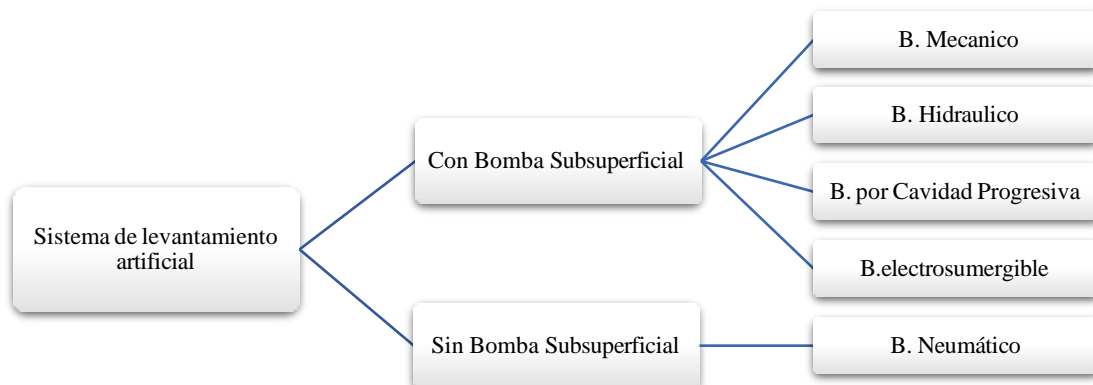 Sistema de levantamiento
artificial
Con Bomba Subsuperficial
B. Mecanico
B. Hidraulico
B. por Cavidad Progresiva
B.electrosumergible
Sin Bomba Subsuperficial
B. Neumático